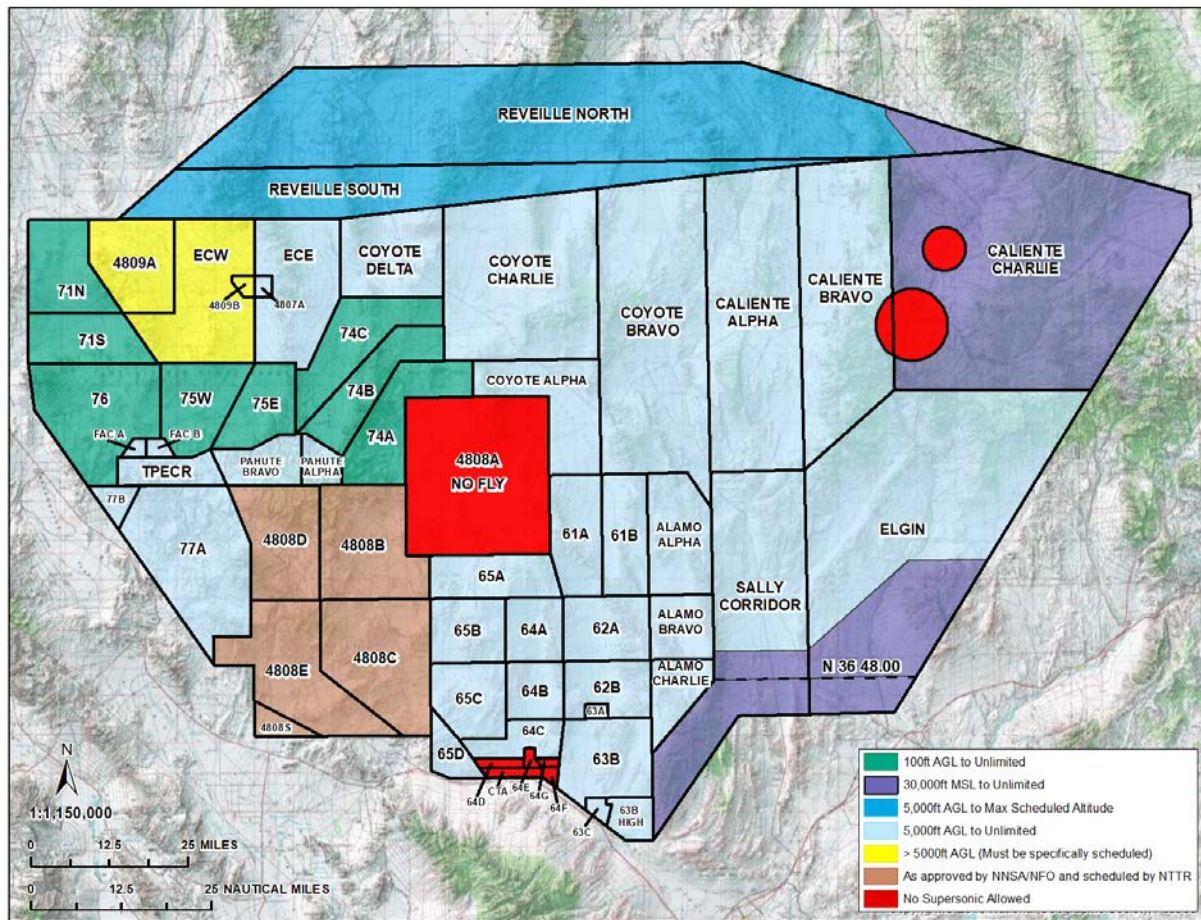 REVEILLE NORTH
REVEILLE SOUTH
4809A
ECW
ECE
COYOTE
DELTA
COYOTE
CHARLIE
COYOTE
BRAVO
CALIENTE
ALPHA
CALIENTE
BRAVO
CALIENTE
CHARLIE
71N
4809B
4807A
71S
74C
76
75W
75E
74B
74A
COYOTE ALPHA
FAC A
FAC B
TPECR
PAHUTE
BRAVO
PAHUTE
ALPHA
4808A
NO FLY
77B
77A
4808D
4808B
61A
61B
ALAMO
ALPHA
ELGIN
65A
SALLY
CORRIDOR
65B
64A
62A
ALAMO
BRAVO
4808E
4808C
ALAMO
CHARLIE
N 36 48.00
65C
64B
62B
63A
4808S
64C
65D
63B
64D
CTA
64E
64G
64F
63C
63B
HIGH
N
1:1,150,000
0 12.5 25 MILES
0 12.5 25 NAUTICAL MILES
100ft AGL to Unlimited
30,000ft MSL to Unlimited
5,000ft AGL to Max Scheduled Altitude
5,000ft AGL to Unlimited
> 5000ft AGL (Must be specifically scheduled)
As approved by NNSA/NFO and scheduled by NTTR
No Supersonic Allowed